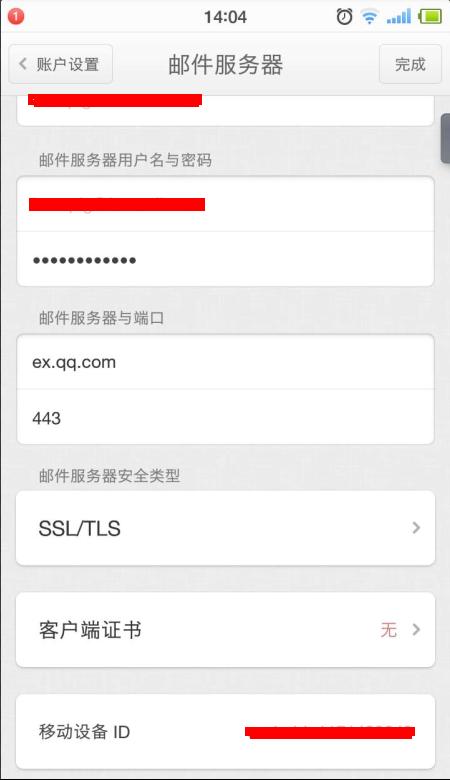 1
14:04
账户设置
邮件服务器
完成
邮件服务器用户名与密码
••••••••••••
邮件服务器与端口
ex.qq.com
443
邮件服务器安全类型
SSL/TLS
客户端证书
无
移动设备 ID